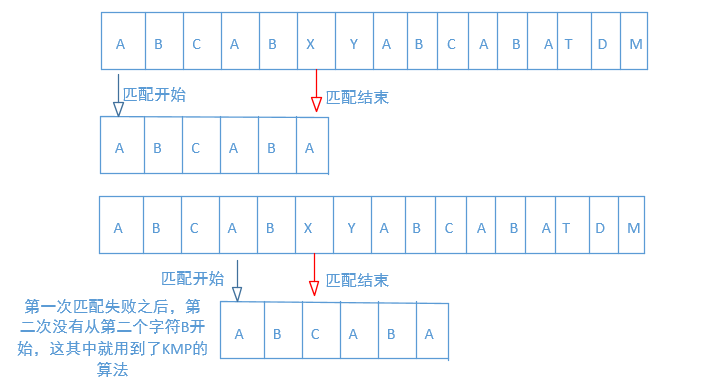 A B C A B X Y A B C A B A T D M
匹配开始
匹配结束
A B C A B A
A B C A B X Y A B C A B A T D M
匹配开始
匹配结束
第一次匹配失败之后，第
二次没有从第二个字符B开
始，这其中就用到了KMP的
算法
A B C A B A